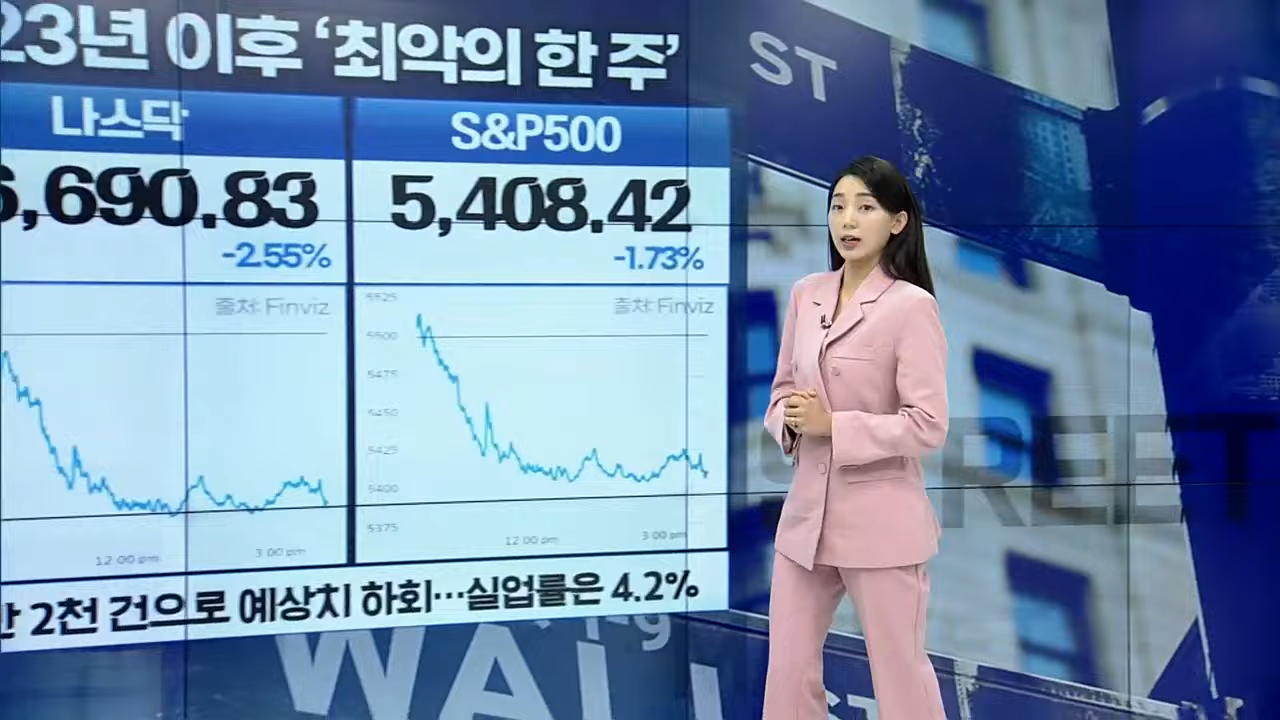 23년 이후 ‘최악의 한 주’
나스닥
S&P500
6,690.83
5,408.42
-2.55%
-1.73%
출처: Finviz
출처: Finviz
5525
5500
5475
5450
5425
5400
5375
12:00 pm
3:00 pm
12:00 pm
3:00 pm
만 2천 건으로 예상치 하회…실업률은 4.2%
ST
WALL
ST